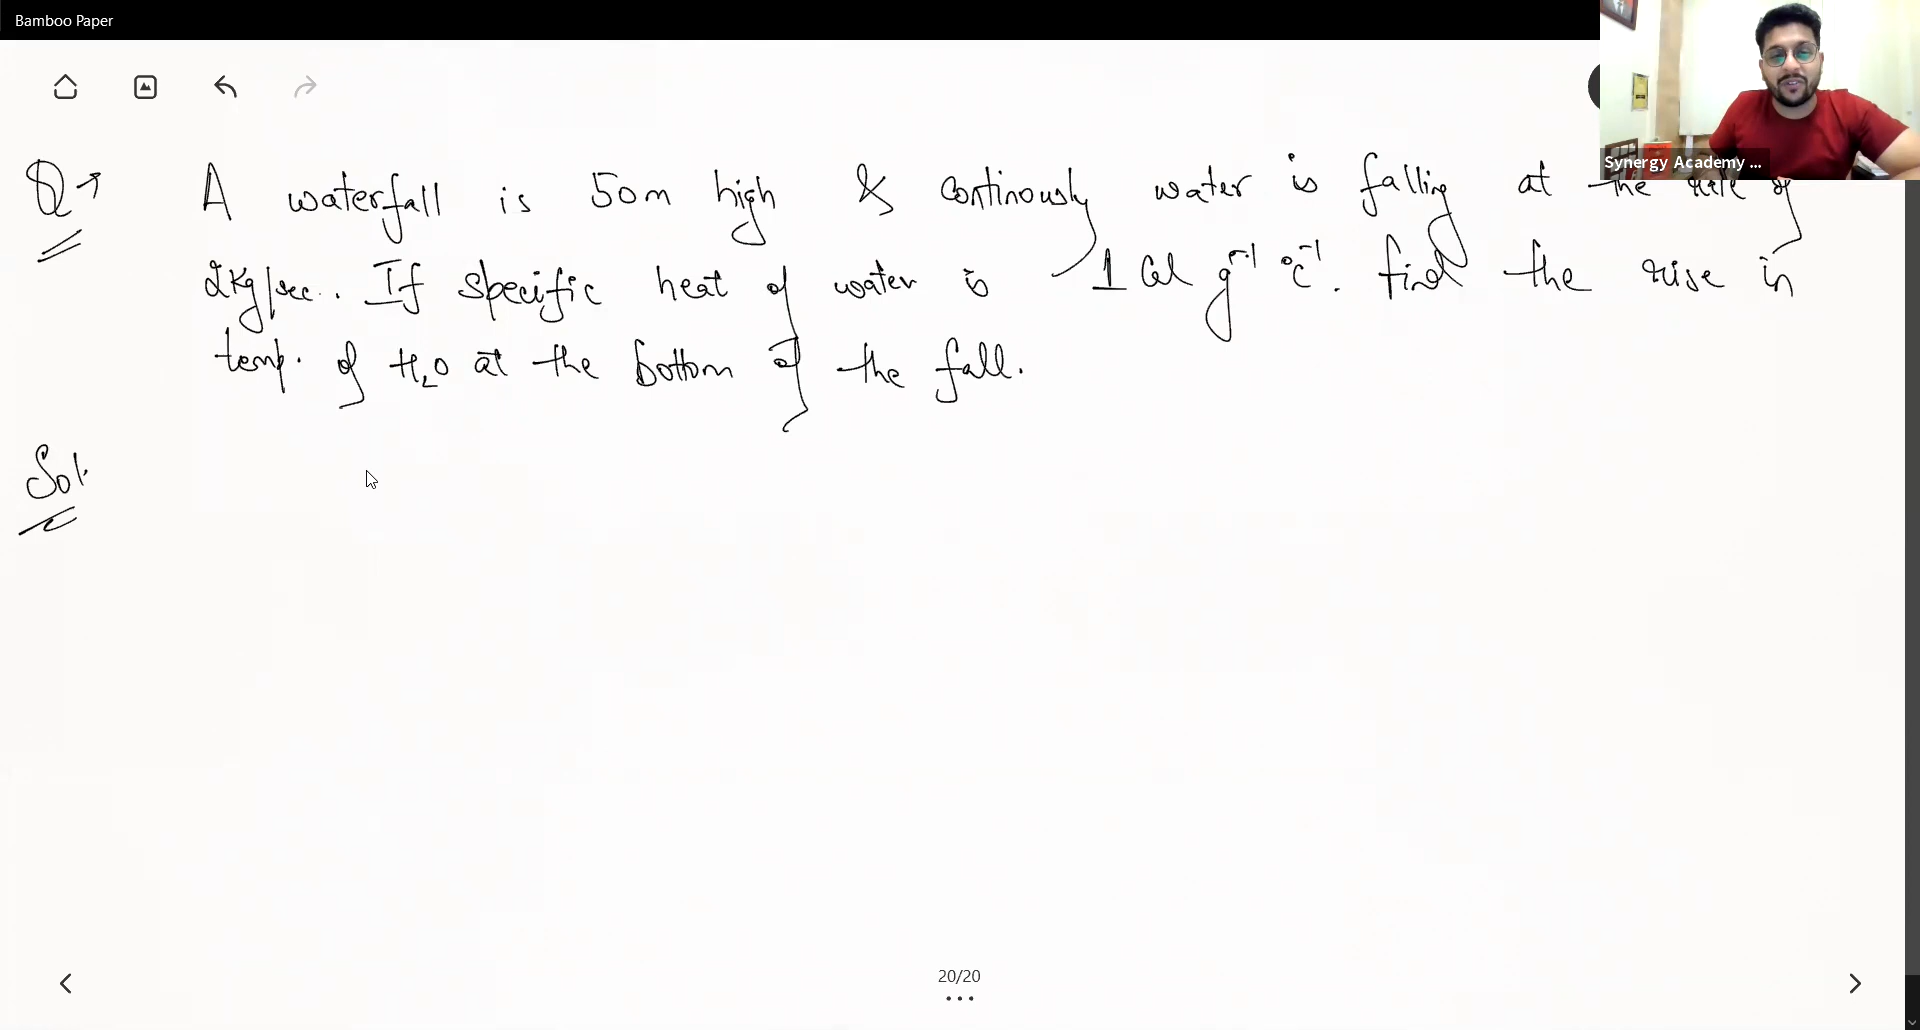 Bamboo Paper
Synergy Academy ...
Q→ A waterfall is 50m high & continously water is falling at the rate of
2Kg/sec. If specific heat of water is 1 Cal g⁻¹ °C⁻¹. find the rise in
temp. of H₂O at the bottom of the fall.
Sol.
20/20